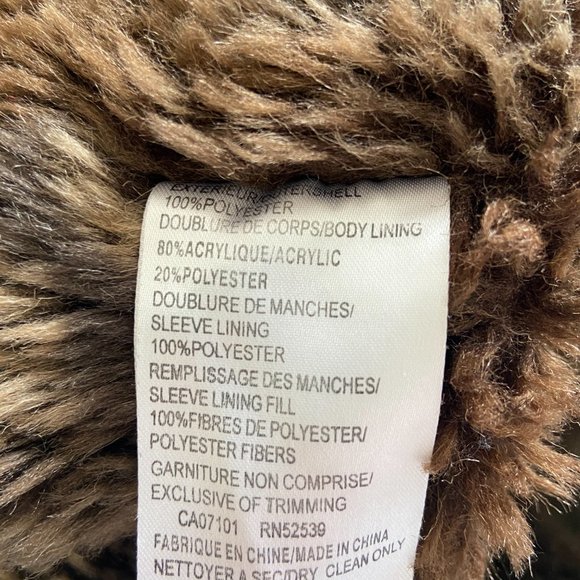 EXTERIEUR/OUTERSHELL
100%POLYESTER
DOUBLURE DE CORPS/BODY LINING
80%ACRYLIQUE/ACRYLIC
20%POLYESTER
DOUBLURE DE MANCHES/
SLEEVE LINING
100%POLYESTER
REMPLISSAGE DES MANCHES/
SLEEVE LINING FILL
100%FIBRES DE POLYESTER/
POLYESTER FIBERS
GARNITURE NON COMPRISE/
EXCLUSIVE OF TRIMMING
CA07101 RN52539
FABRIQUE EN CHINE/MADE IN CHINA
NETTOYER A SEC/DRY CLEAN ONLY